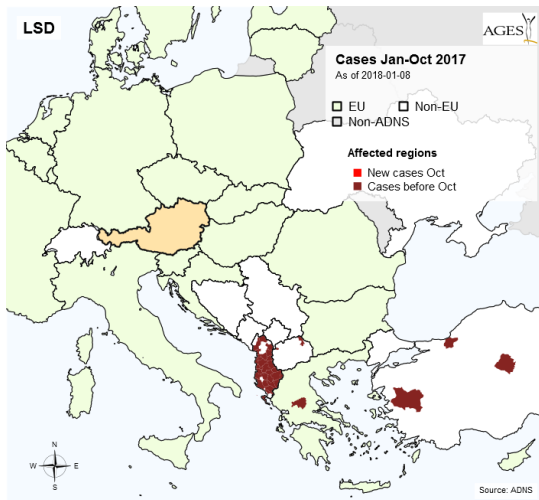 LSD
AGES
Cases Jan-Oct 2017
As of 2018-01-08
EU
Non-EU
Non-ADNS
Affected regions
New cases Oct
Cases before Oct
N
W
E
S
Source: ADNS